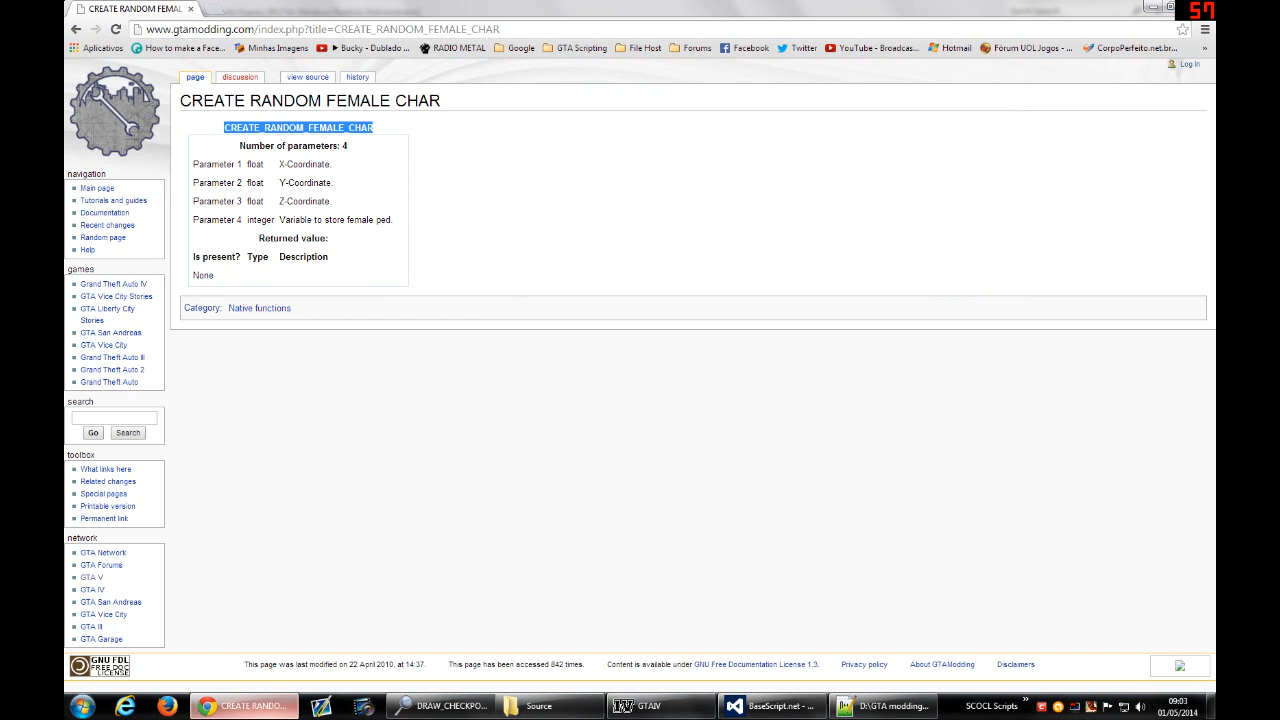 CREATE RANDOM FEMAL
57
www.gtamodding.com/index.php?title=CREATE_RANDOM_FEMALE_CHAR
Aplicativos How to make a Face... Minhas Imagens Bucky - Dublado ... RADIO METAL Google GTA Scripting File Host Forums Facebook Twitter YouTube - Broadcas... Hotmail Fórum UOL Jogos - ... CorpoPerfeito.net.br... »
Log in
page discussion view source history
CREATE RANDOM FEMALE CHAR
CREATE_RANDOM_FEMALE_CHAR
Number of parameters: 4
Parameter 1 float X-Coordinate.
Parameter 2 float Y-Coordinate.
Parameter 3 float Z-Coordinate.
Parameter 4 integer Variable to store female ped.
Returned value:
Is present? Type Description
None
Category: Native functions
navigation
Main page
Tutorials and guides
Documentation
Recent changes
Random page
Help
games
Grand Theft Auto IV
GTA Vice City Stories
GTA Liberty City
Stories
GTA San Andreas
GTA Vice City
Grand Theft Auto III
Grand Theft Auto 2
Grand Theft Auto
search
Go Search
toolbox
What links here
Related changes
Special pages
Printable version
Permanent link
network
GTA Network
GTA Forums
GTA V
GTA IV
GTA San Andreas
GTA Vice City
GTA III
GTA Garage
GNU FDL
FREE DOC
LICENSE
This page was last modified on 22 April 2010, at 14:37. This page has been accessed 842 times. Content is available under GNU Free Documentation License 1.3. Privacy policy About GTAModding Disclaimers
CREATE RANDO... DRAW_CHECKPO... Source GTAIV BaseScript.net - ... D:\GTA modding... SCOCL Scripts »
09:03
01/05/2014